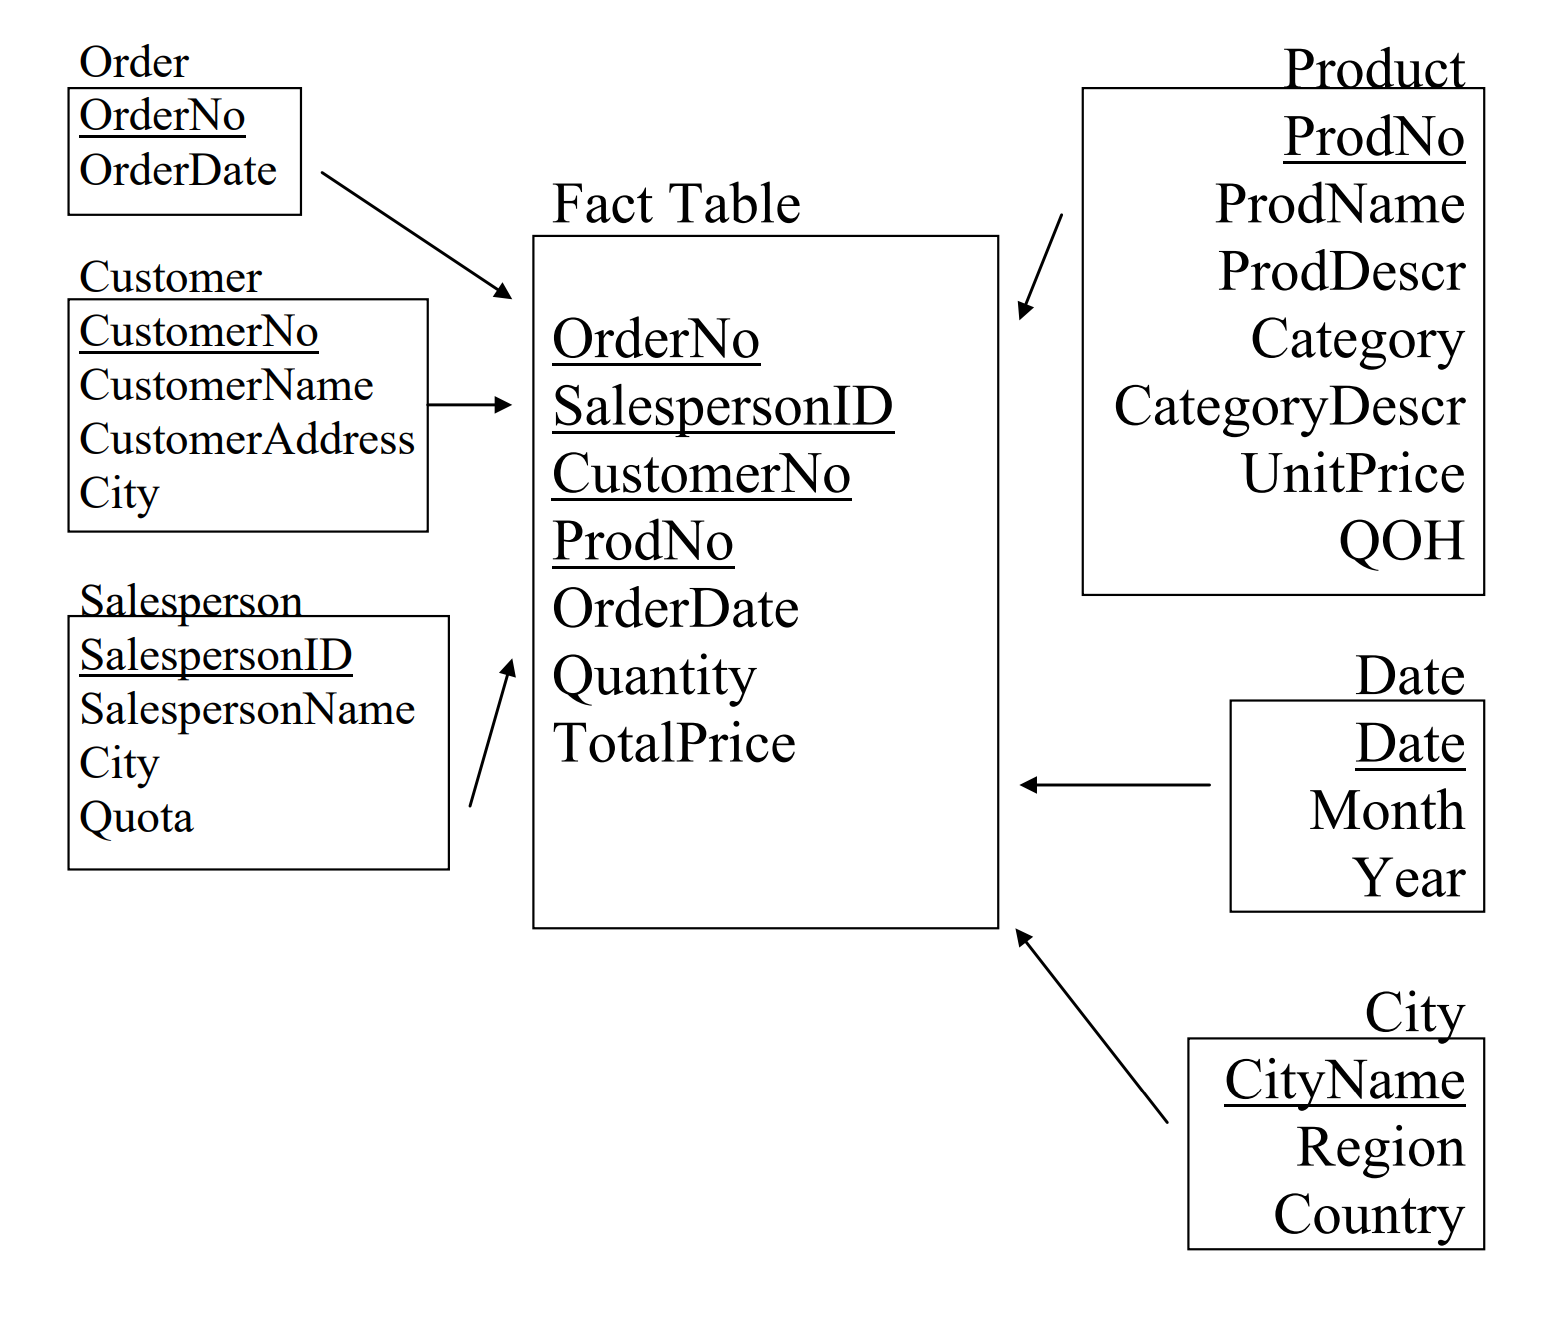 Order
OrderNo
OrderDate
Customer
CustomerNo
CustomerName
CustomerAddress
City
Salesperson
SalespersonID
SalespersonName
City
Quota
Fact Table
OrderNo
SalespersonID
CustomerNo
ProdNo
OrderDate
Quantity
TotalPrice
Product
ProdNo
ProdName
ProdDescr
Category
CategoryDescr
UnitPrice
QOH
Date
Date
Month
Year
City
CityName
Region
Country